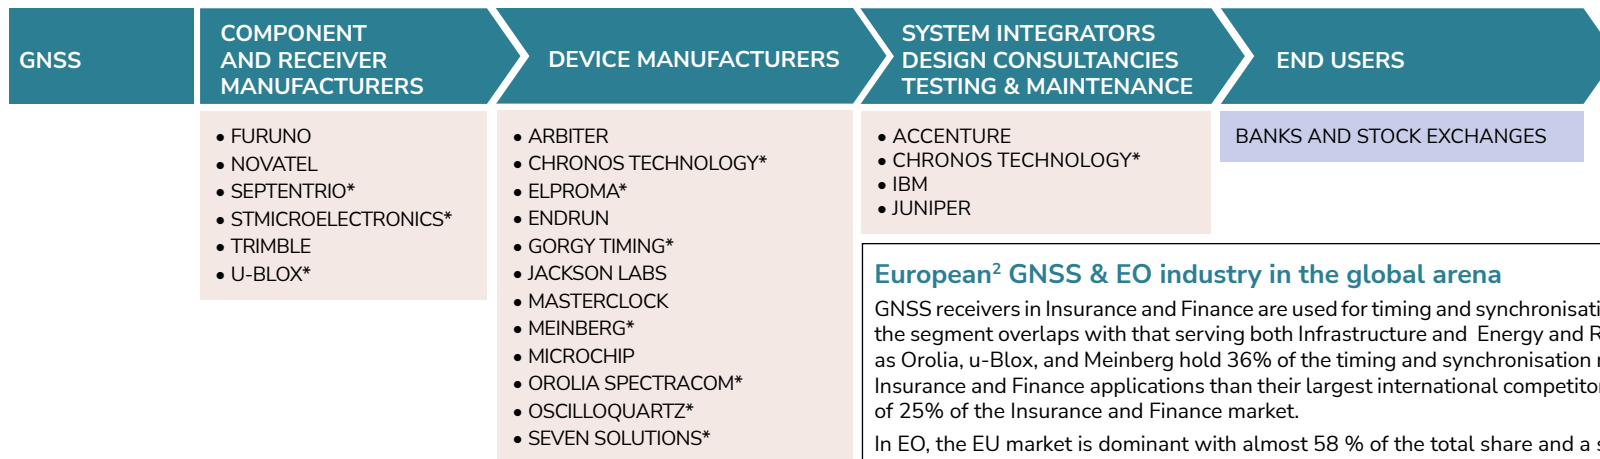 GNSS
COMPONENT
AND RECEIVER
MANUFACTURERS
DEVICE MANUFACTURERS
SYSTEM INTEGRATORS
DESIGN CONSULTANCIES
TESTING & MAINTENANCE
END USERS
• FURUNO
• NOVATEL
• SEPTENTRIO*
• STMICROELECTRONICS*
• TRIMBLE
• U-BLOX*
• ARBITER
• CHRONOS TECHNOLOGY*
• ELPROMA*
• ENDRUN
• GORGY TIMING*
• JACKSON LABS
• MASTERCLOCK
• MEINBERG*
• MICROCHIP
• OROLIA SPECTRACOM*
• OSCILLOQUARTZ*
• SEVEN SOLUTIONS*
• ACCENTURE
• CHRONOS TECHNOLOGY*
• IBM
• JUNIPER
BANKS AND STOCK EXCHANGES
European² GNSS & EO industry in the global arena
GNSS receivers in Insurance and Finance are used for timing and
the segment overlaps with that serving both Infrastructure and Energy and
as Orolia, u-Blox, and Meinberg hold 36% of the timing and synchronisation
Insurance and Finance applications than their largest international
of 25% of the Insurance and Finance market.
In EO, the EU market is dominant with almost 58 % of the total share and a